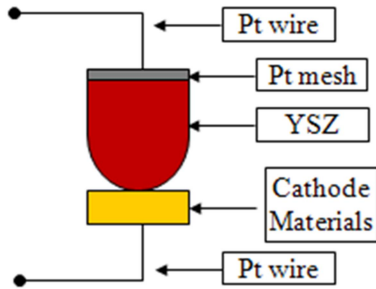 Pt wire
Pt mesh
YSZ
Cathode
Materials
Pt wire